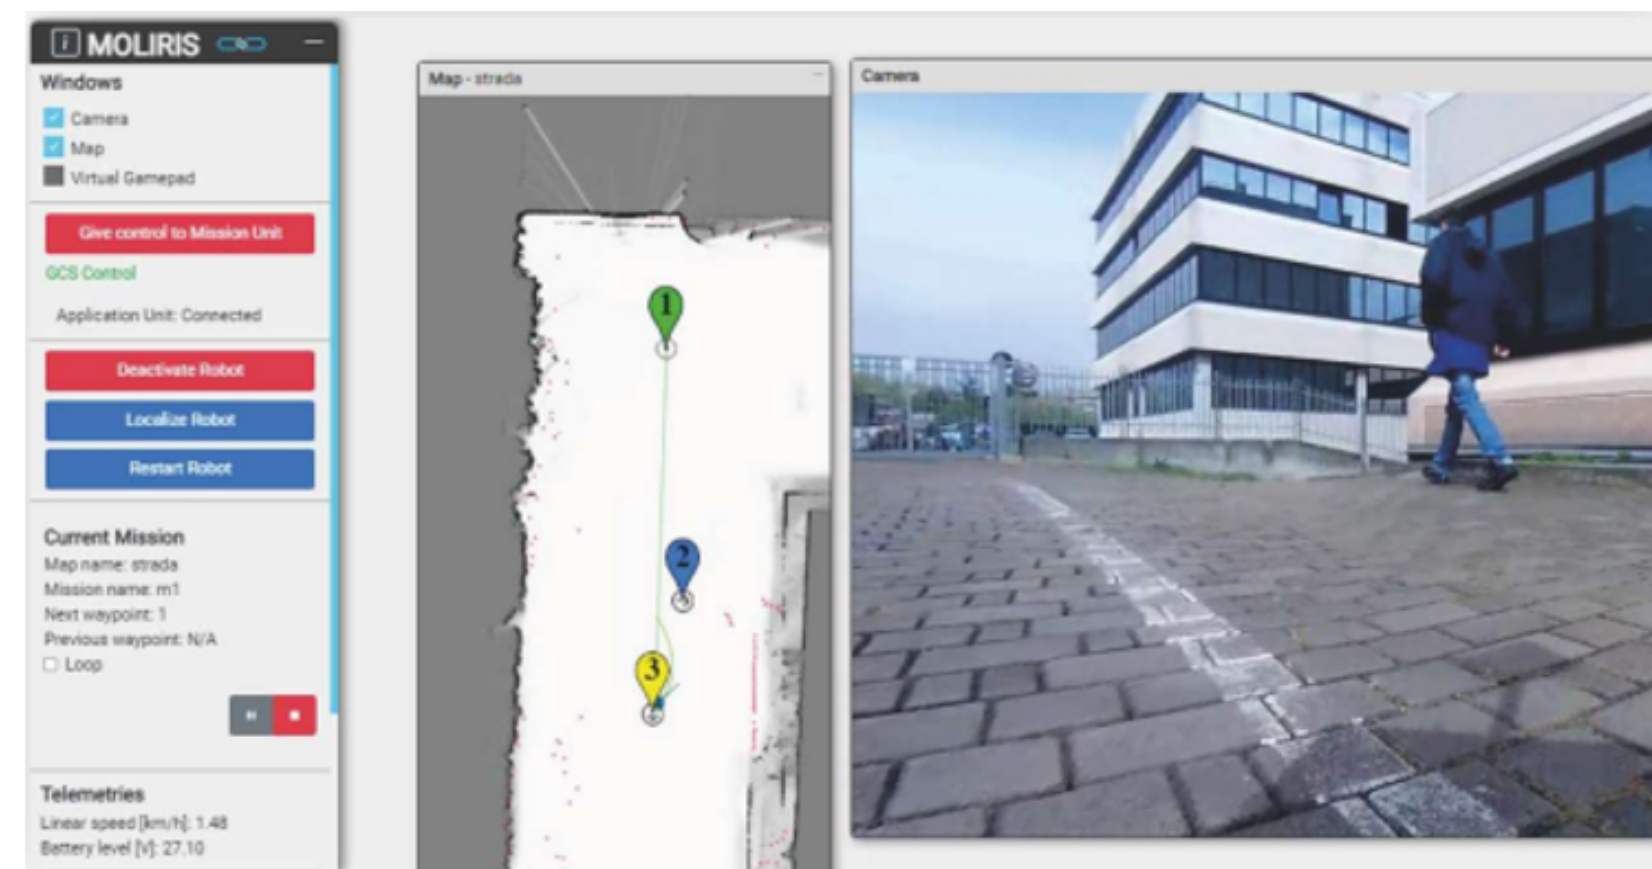 i MOLIRIS
Windows
Camera
Map
Virtual Gamepad
Give control to Mission Unit
GCS Control
Application Unit: Connected
Deactivate Robot
Localize Robot
Restart Robot
Current Mission
Map name: strada
Mission name: m1
Next waypoint: 1
Previous waypoint: N/A
Loop
Telemetries
Linear speed [km/h]: 1.48
Battery level [V]: 27.10
Map - strada
1
2
3
Camera